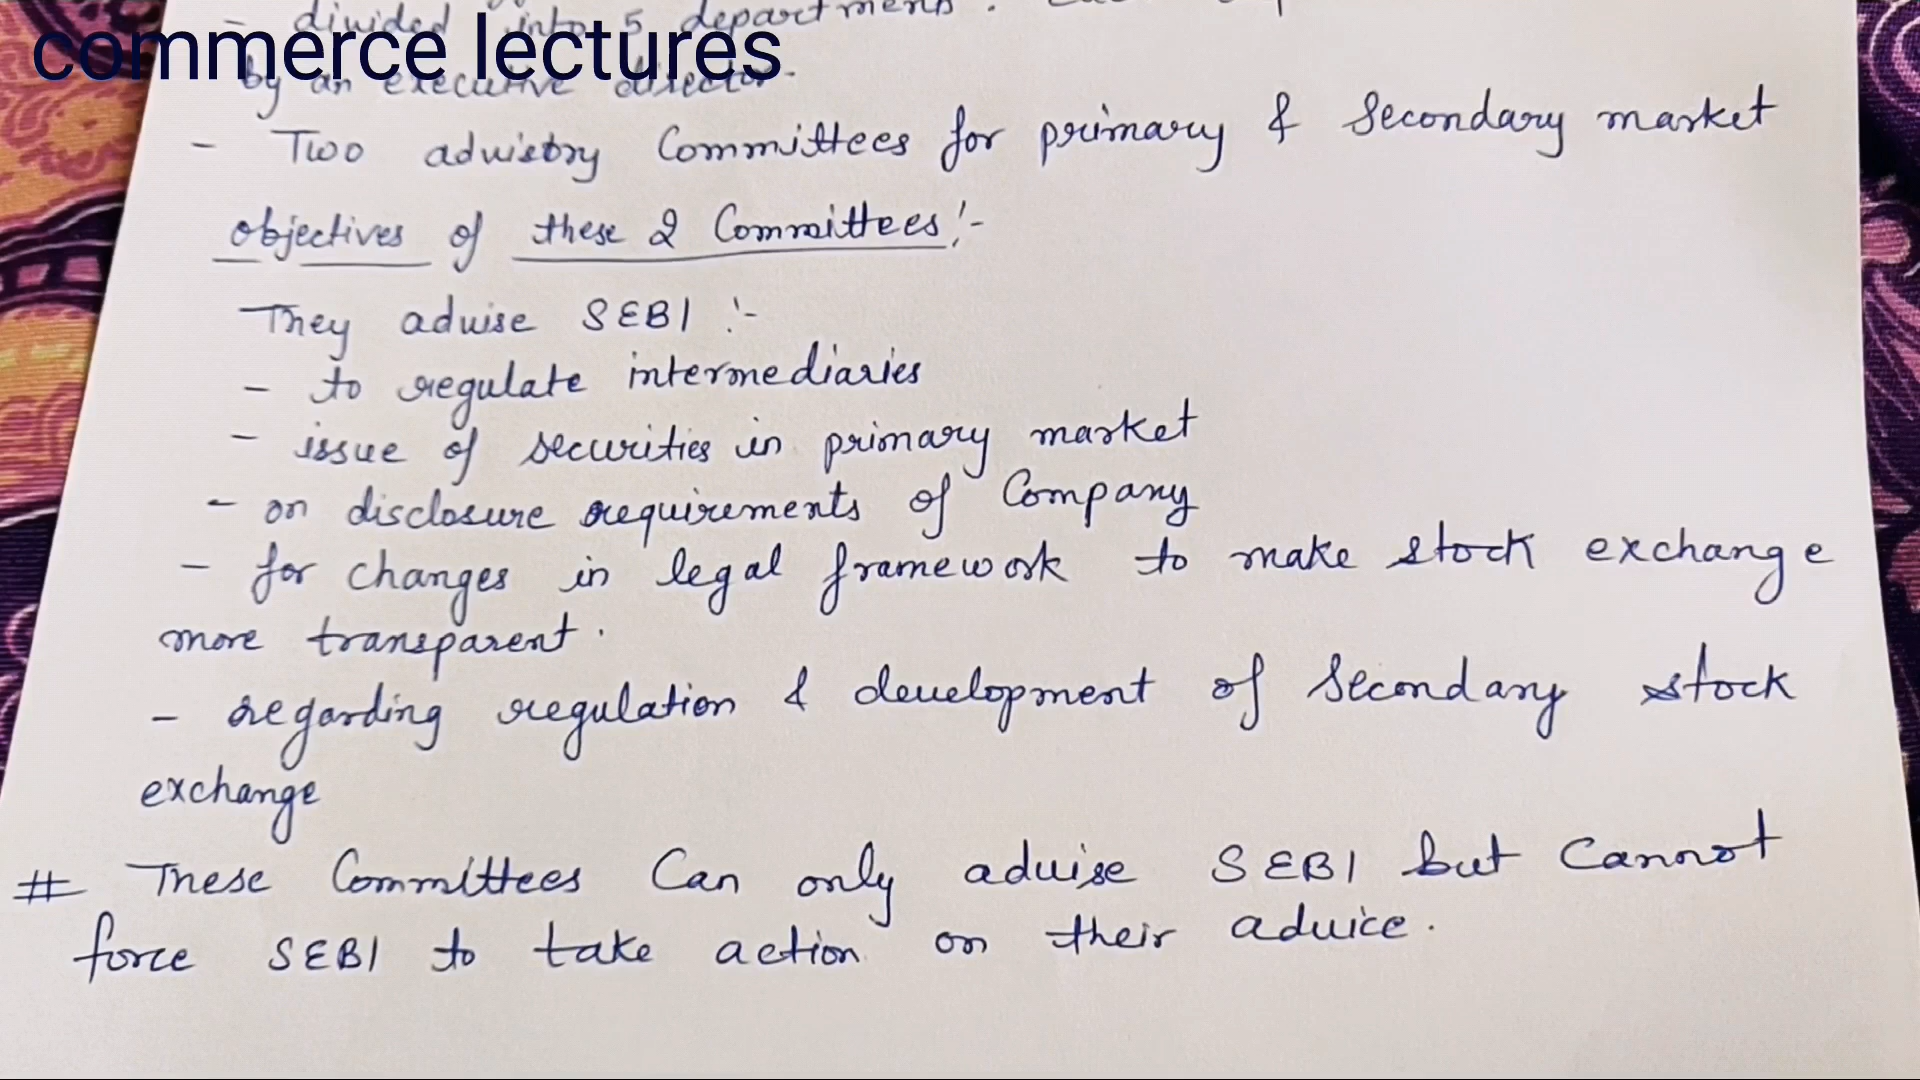 - divided into 5 department.
commerce lectures
by an executive director.
- Two advistry Committees for primary & Secondary market
objectives of these 2 Committees :-
They advise SEBI :-
- to regulate intermediaries
- issue of securities in primary market
- on disclosure requirements of Company
- for changes in legal framework to make stock exchange
more transparent.
- regarding regulation & development of Secondary stock
exchange
# These Committees Can only advise SEBI but Cannot
force SEBI to take action on their advice.